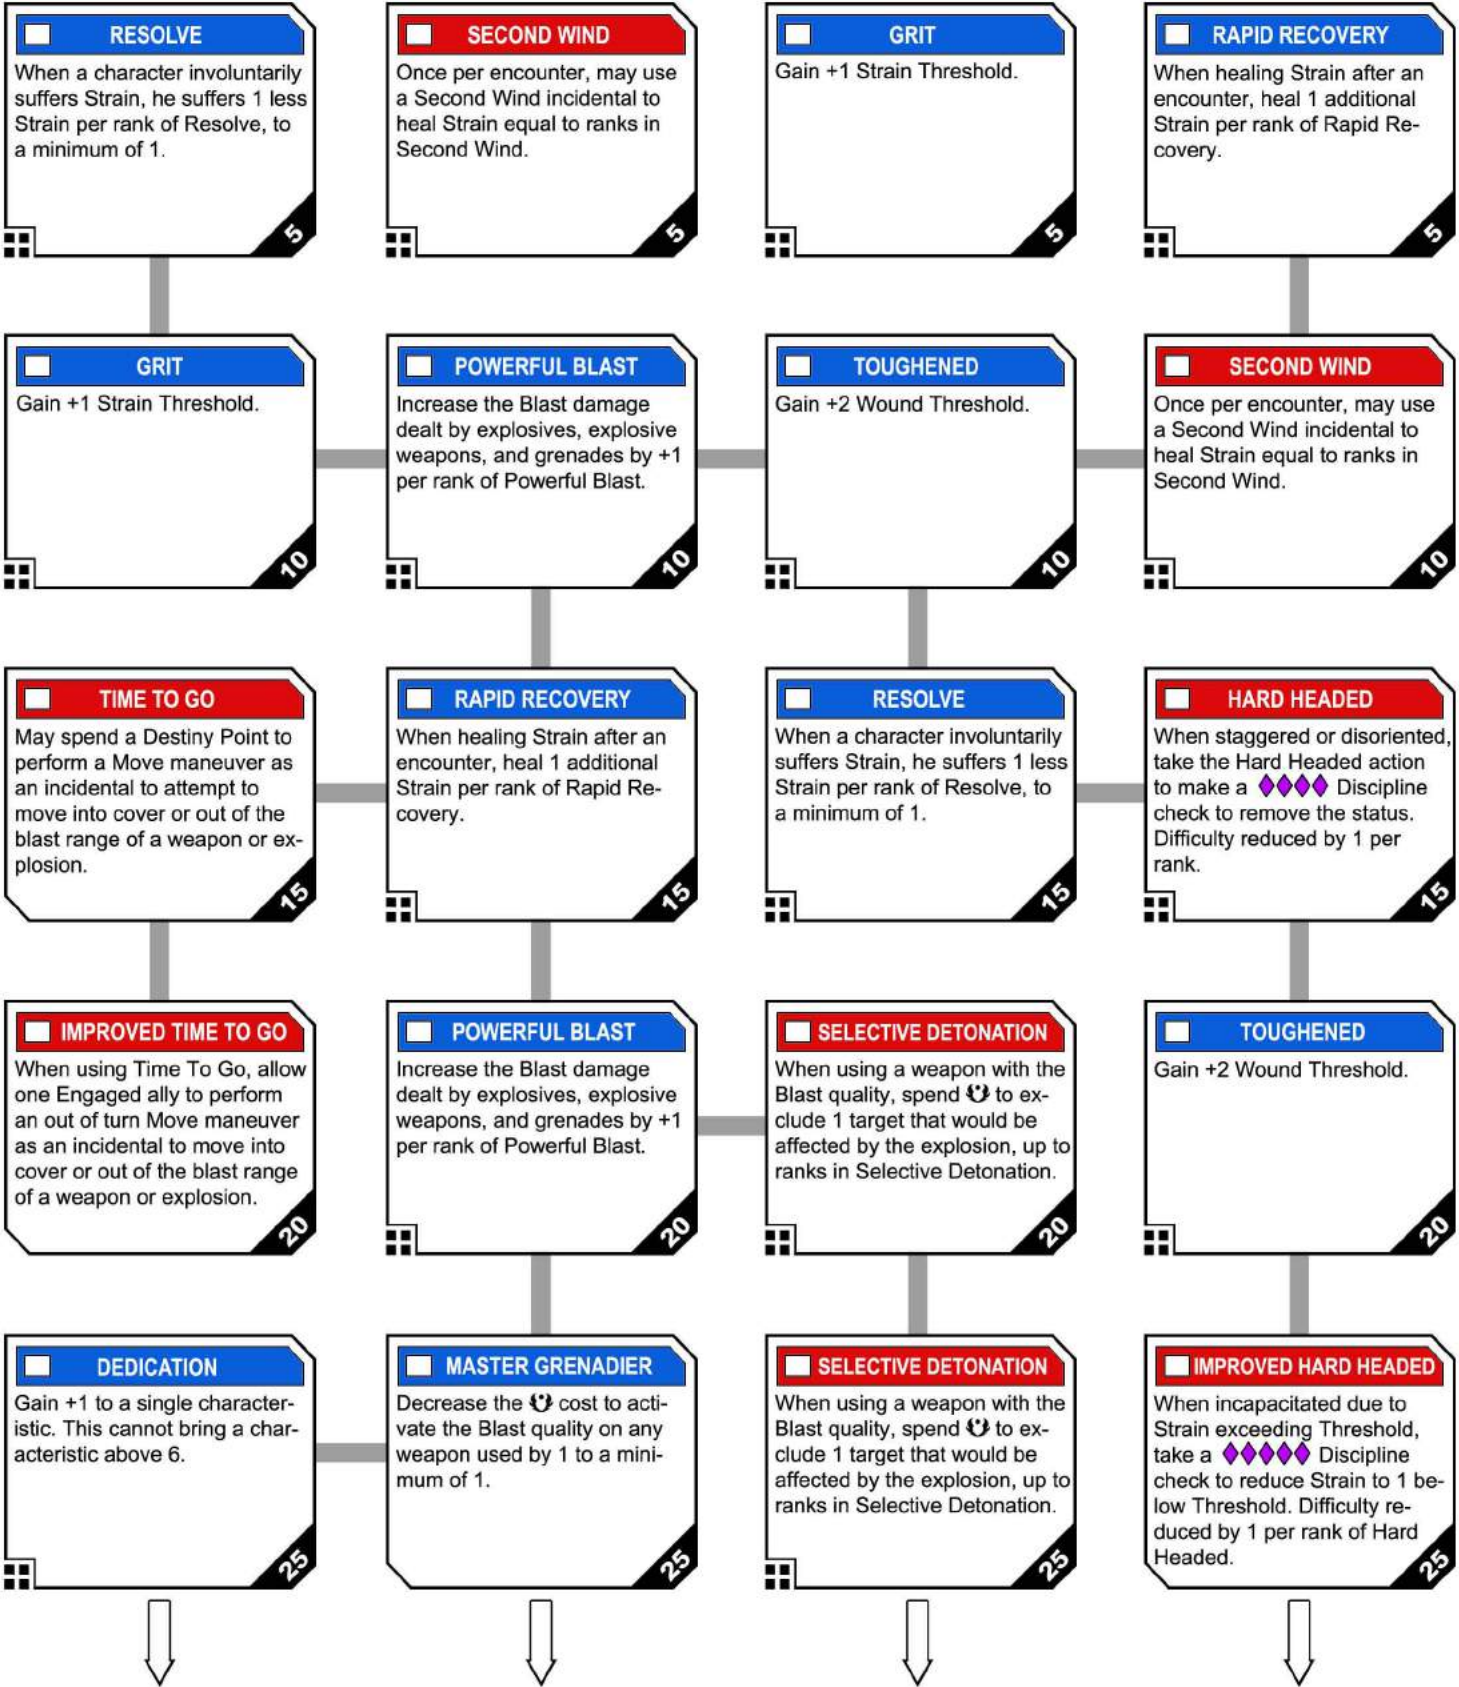 RESOLVE
When a character involuntarily
suffers Strain, he suffers 1 less
Strain per rank of Resolve, to
a minimum of 1.
5
SECOND WIND
Once per encounter, may use
a Second Wind incidental to
heal Strain equal to ranks in
Second Wind.
5
GRIT
Gain +1 Strain Threshold.
5
RAPID RECOVERY
When healing Strain after an
encounter, heal 1 additional
Strain per rank of Rapid Re-
covery.
5
GRIT
Gain +1 Strain Threshold.
10
POWERFUL BLAST
Increase the Blast damage
dealt by explosives, explosive
weapons, and grenades by +1
per rank of Powerful Blast.
10
TOUGHENED
Gain +2 Wound Threshold.
10
SECOND WIND
Once per encounter, may use
a Second Wind incidental to
heal Strain equal to ranks in
Second Wind.
10
TIME TO GO
May spend a Destiny Point to
perform a Move maneuver as
an incidental to attempt to
move into cover or out of the
blast range of a weapon or ex-
plosion.
15
RAPID RECOVERY
When healing Strain after an
encounter, heal 1 additional
Strain per rank of Rapid Re-
covery.
15
RESOLVE
When a character involuntarily
suffers Strain, he suffers 1 less
Strain per rank of Resolve, to
a minimum of 1.
15
HARD HEADED
When staggered or disoriented,
take the Hard Headed action
to make a ♦♦♦♦ Discipline
check to remove the status.
Difficulty reduced by 1 per
rank.
15
IMPROVED TIME TO GO
When using Time To Go, allow
one Engaged ally to perform
an out of turn Move maneuver
as an incidental to move into
cover or out of the blast range
of a weapon or explosion.
20
POWERFUL BLAST
Increase the Blast damage
dealt by explosives, explosive
weapons, and grenades by +1
per rank of Powerful Blast.
20
SELECTIVE DETONATION
When using a weapon with the
Blast quality, spend to ex-
clude 1 target that would be
affected by the explosion, up to
ranks in Selective Detonation.
20
TOUGHENED
Gain +2 Wound Threshold.
20
DEDICATION
Gain +1 to a single character-
istic. This cannot bring a char-
acteristic above 6.
25
MASTER GRENADIER
Decrease the cost to acti-
vate the Blast quality on any
weapon used by 1 to a mini-
mum of 1.
25
SELECTIVE DETONATION
When using a weapon with the
Blast quality, spend to ex-
clude 1 target that would be
affected by the explosion, up to
ranks in Selective Detonation.
25
IMPROVED HARD HEADED
When incapacitated due to
Strain exceeding Threshold,
take a ♦♦♦♦♦ Discipline
check to reduce Strain to 1 be-
low Threshold. Difficulty re-
duced by 1 per rank of Hard
Headed.
25